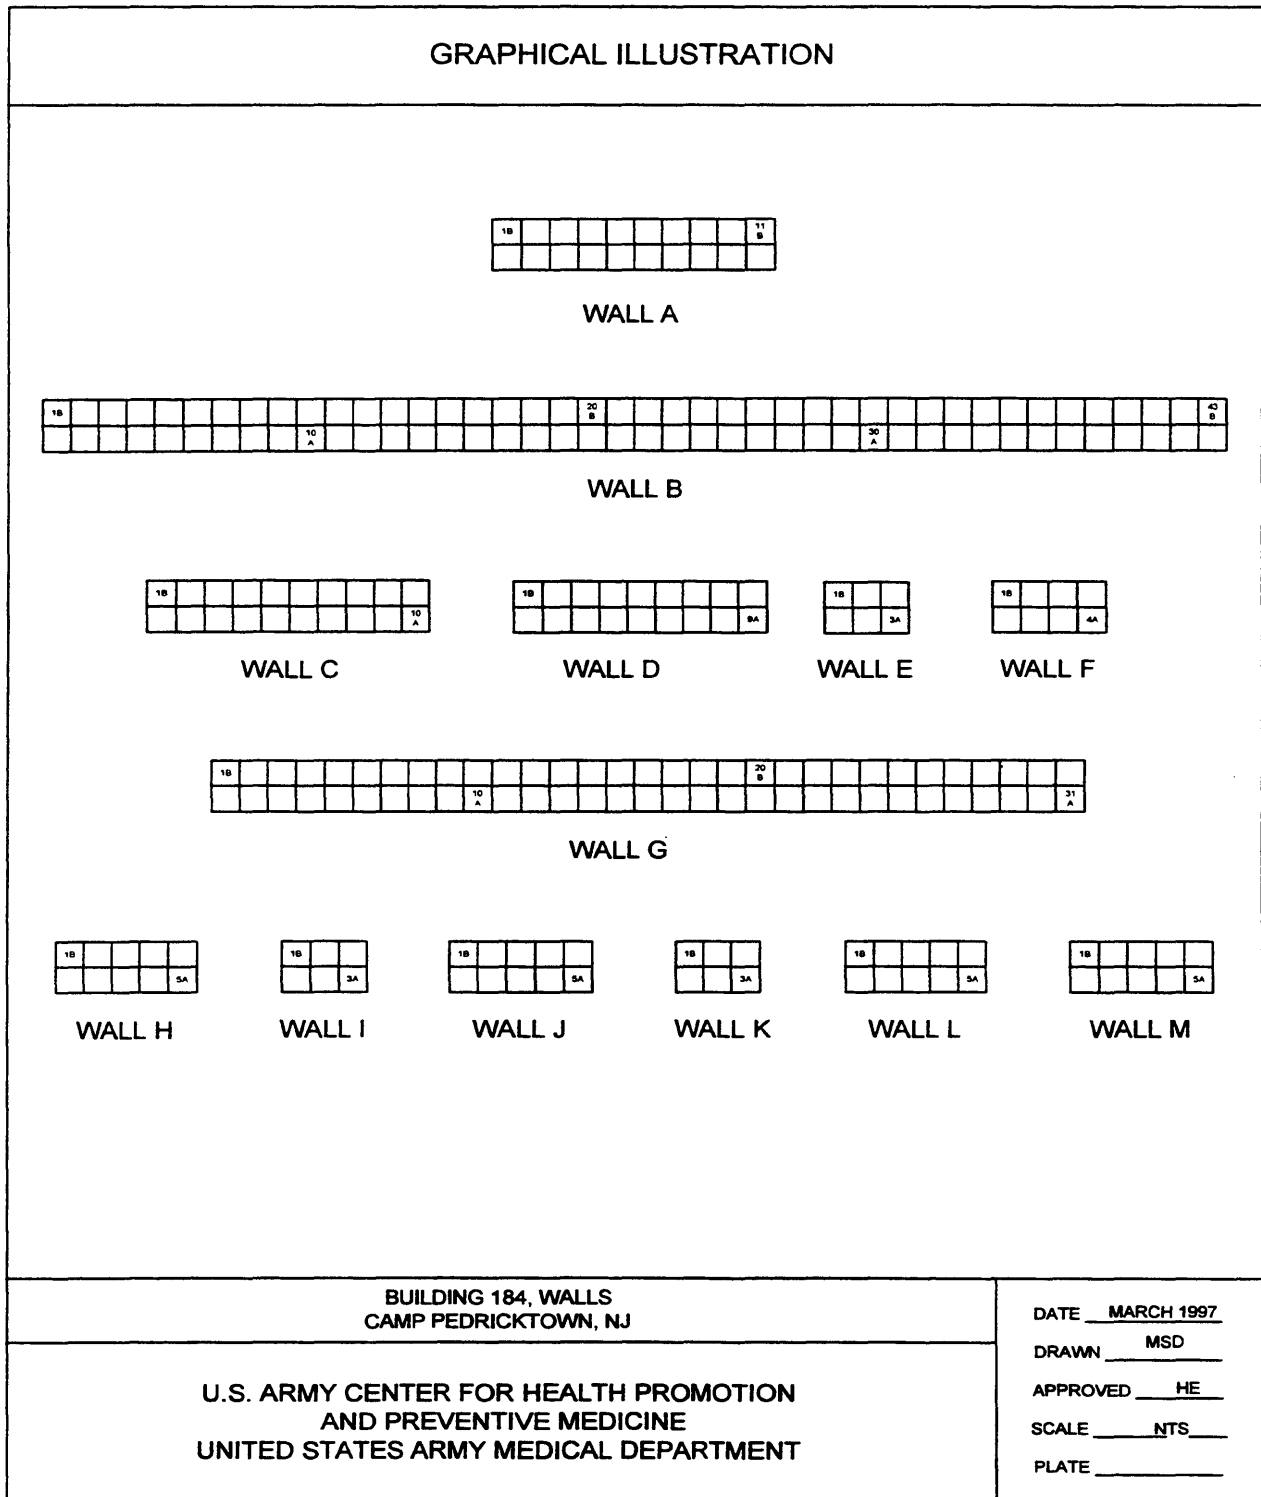 GRAPHICAL ILLUSTRATION
1B 11 B
WALL A
1B 20 B 43 B
10 A 30 A
WALL B
1B 1B 1B 1B
10 A 9A 3A 4A
WALL C WALL D WALL E WALL F
1B 20 B
10 A 31 A
WALL G
1B 1B 1B 1B 1B 1B
5A 3A 5A 3A 5A 5A
WALL H WALL I WALL J WALL K WALL L WALL M
BUILDING 184, WALLS
CAMP PEDRICKTOWN, NJ
U.S. ARMY CENTER FOR HEALTH PROMOTION
AND PREVENTIVE MEDICINE
UNITED STATES ARMY MEDICAL DEPARTMENT
DATE MARCH 1997
DRAWN MSD
APPROVED HE
SCALE NTS
PLATE